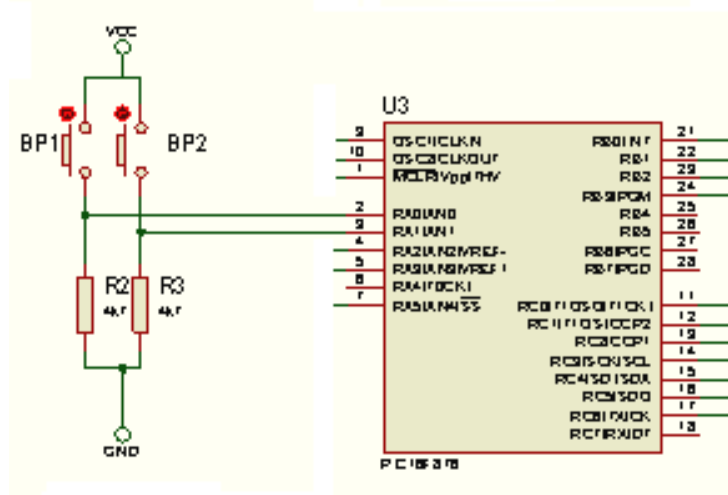 VCC
BP1
BP2
R2
4k7
R3
4k7
GND
U3
9
OSC1/CLKIN
10
OSC2/CLKOUT
1
MCLR/Vpp/THV
2
RA0/AN0
3
RA1/AN1
4
RA2/AN2/VREF-
5
RA3/AN3/VREF+
6
RA4/T0CKI
7
RA5/AN4/SS
RB0/INT
21
RB1
22
RB2
23
RB3/PGM
24
RB4
25
RB5
26
RB6/PGC
27
RB7/PGD
28
RC0/T1OSO/T1CKI
11
RC1/T1OSI/CCP2
12
RC2/CCP1
13
RC3/SCK/SCL
14
RC4/SDI/SDA
15
RC5/SDO
16
RC6/TX/CK
17
RC7/RX/DT
18